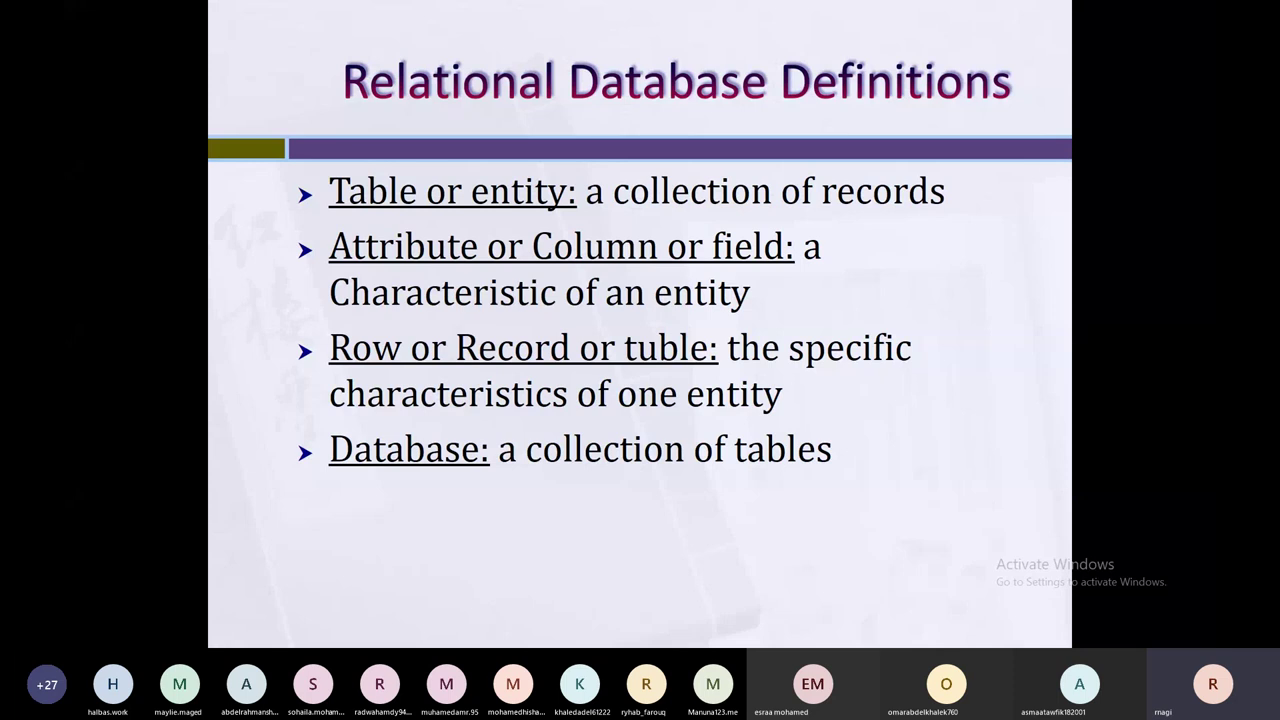 Relational Database Definitions
Table or entity: a collection of records
Attribute or Column or field: a
Characteristic of an entity
Row or Record or tuble: the specific
characteristics of one entity
Database: a collection of tables
Activate Windows
Go to Settings to activate Windows.
+27 H M A S R M M K R M EM O A R
halbas.work maylie.maged abdelrahmansh... sohaila.moham... radwahamdy94... muhamedamr.95 mohamedhisha... khaledadel61222 ryhab_farouq Manuna123.me esraa mohamed omarabdelkhalek760 asmaatawfik182001 rnagi